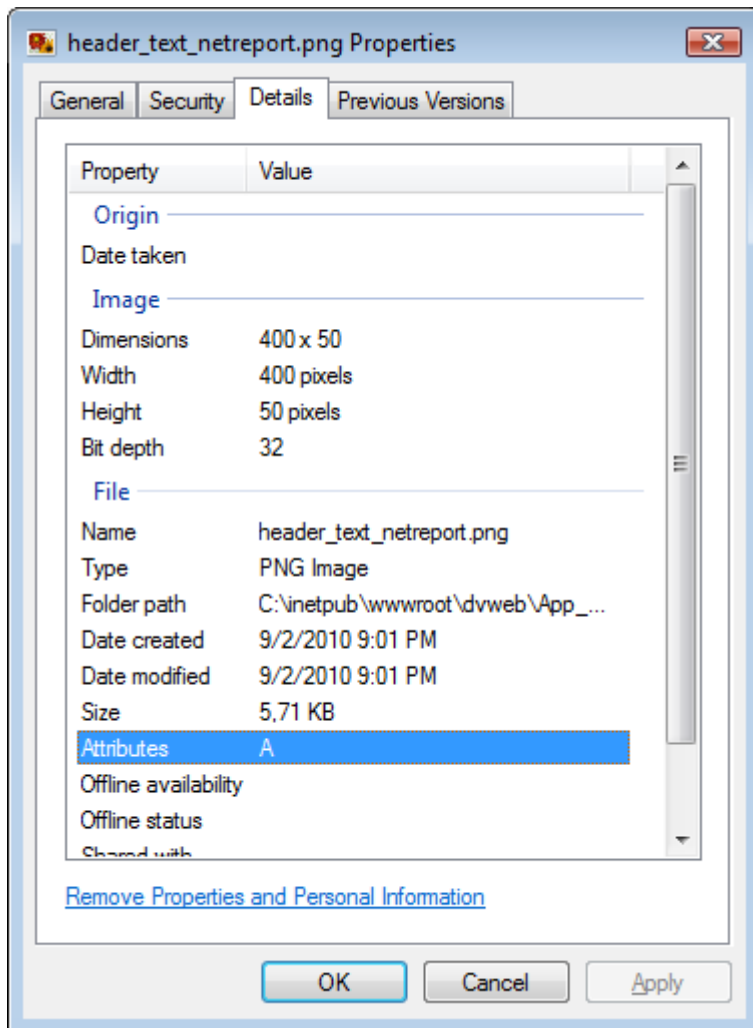 header_text_netreport.png Properties
General Security Details Previous Versions
Property Value
Origin
Date taken
Image
Dimensions 400 x 50
Width 400 pixels
Height 50 pixels
Bit depth 32
File
Name header_text_netreport.png
Type PNG Image
Folder path C:\inetpub\wwwroot\dvweb\App_...
Date created 9/2/2010 9:01 PM
Date modified 9/2/2010 9:01 PM
Size 5,71 KB
Attributes A
Offline availability
Offline status
Shared with
Remove Properties and Personal Information
OK Cancel Apply